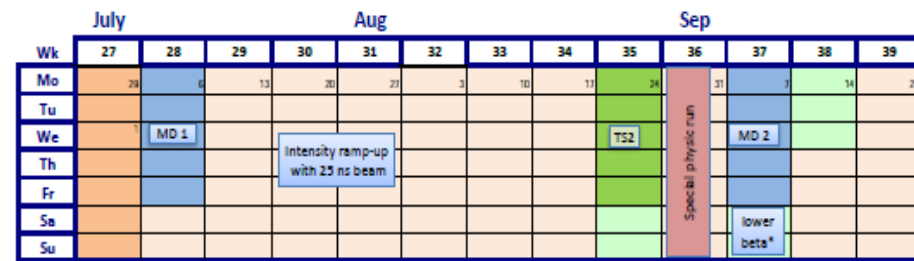 July Aug Sep
Wk 27 28 29 30 31 32 33 34 35 36 37 38 39
Mo 29 6 13 20 27 3 10 17 24 31 7 14
Tu
We 1 MD 1 TS2 MD 2
Intensity ramp-up
with 25 ns beam
Special physic run
Th
Fr
Sa
lower
beta*
Su